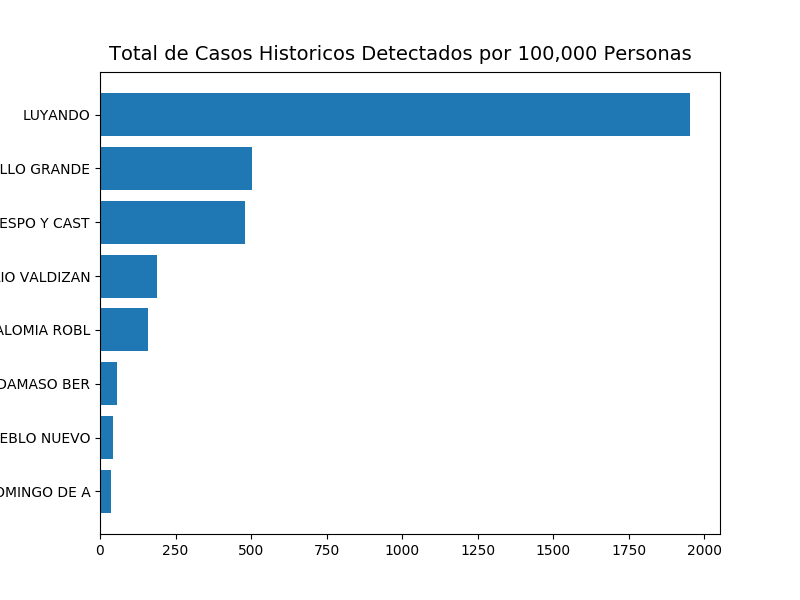 Total de Casos Historicos Detectados por 100,000 Personas
LUYANDO
LLO GRANDE
ESPO Y CAST
IO VALDIZAN
ALOMIA ROBL
DAMASO BER
EBLO NUEVO
OMINGO DE A
0 250 500 750 1000 1250 1500 1750 2000